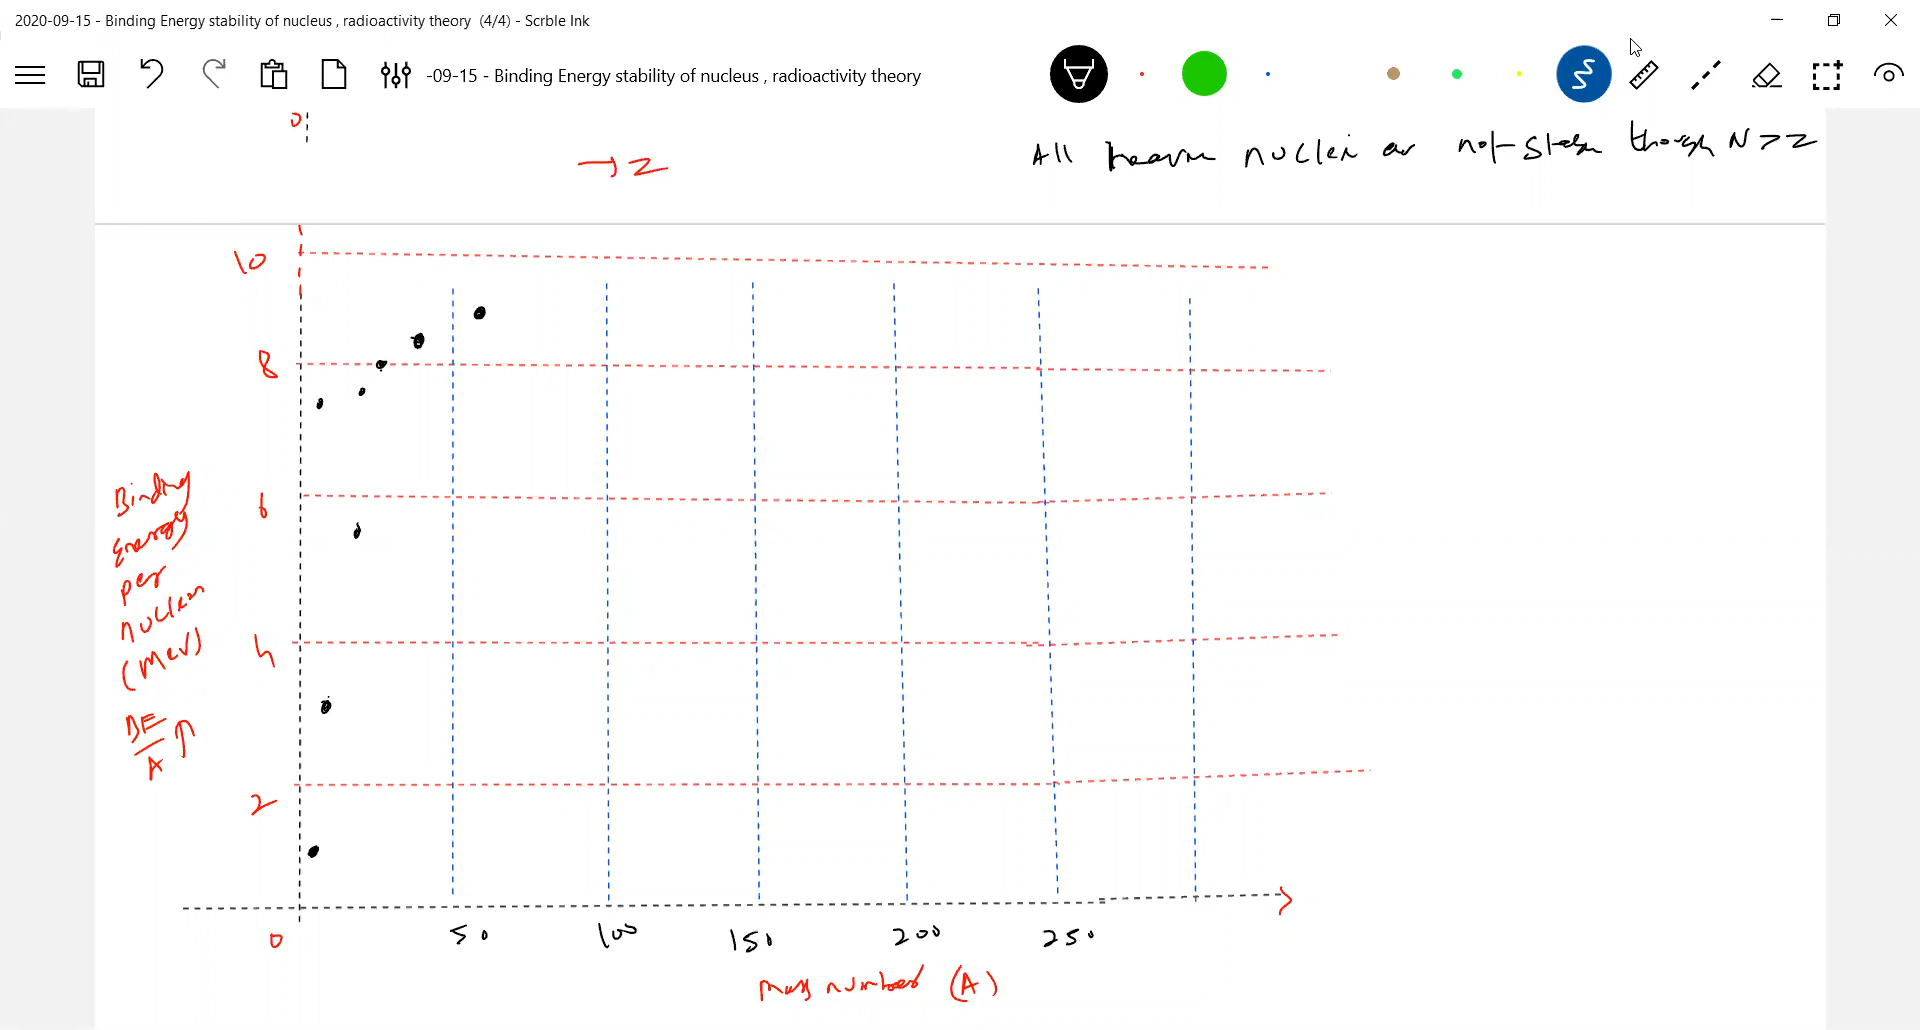 2020-09-15 - Binding Energy stability of nucleus , radioactivity theory (4/4) - Scrble Ink
-09-15 - Binding Energy stability of nucleus , radioactivity theory
0
→ Z
All heavy nuclei are not stable though N > Z
10
8
6
4
2
0
Binding
Energy
per
nucleon
(MeV)
BE/A ↑
50
100
150
200
250
Mass number (A)